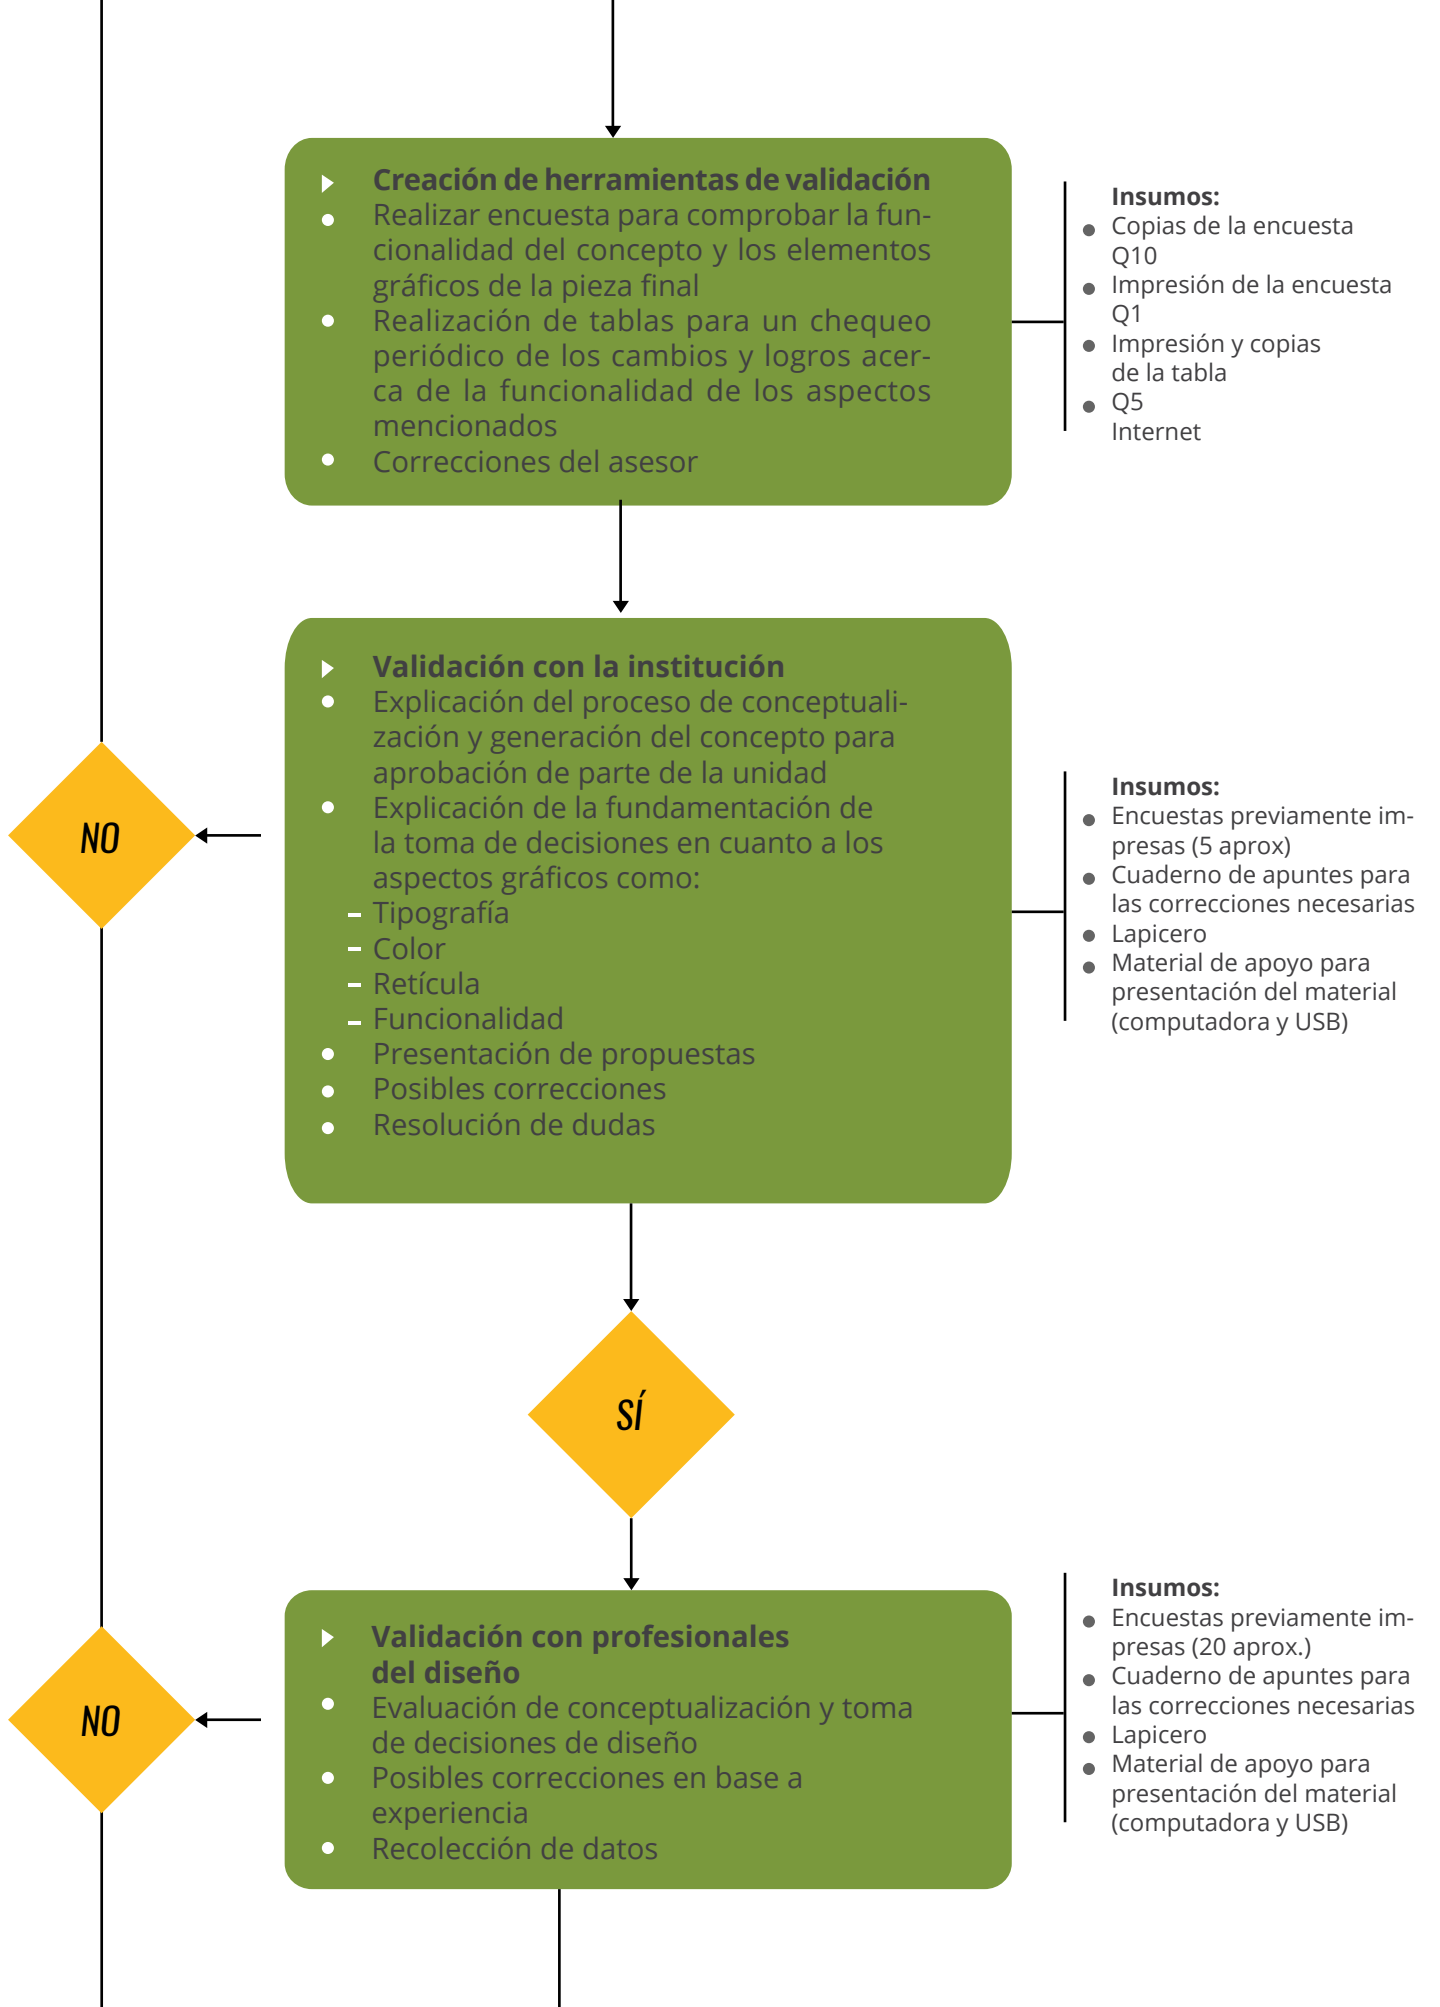 Creación de herramientas de validación
Realizar encuesta para comprobar la fun-
cionalidad del concepto y los elementos
gráficos de la pieza final
Realización de tablas para un chequeo
periódico de los cambios y logros acer-
ca de la funcionalidad de los aspectos
mencionados
Correcciones del asesor
Insumos:
Copias de la encuesta
Q10
Impresión de la encuesta
Q1
Impresión y copias
de la tabla
Q5
Internet
Validación con la institución
Explicación del proceso de conceptuali-
zación y generación del concepto para
aprobación de parte de la unidad
Explicación de la fundamentación de
la toma de decisiones en cuanto a los
aspectos gráficos como:
- Tipografía
- Color
- Retícula
- Funcionalidad
Presentación de propuestas
Posibles correcciones
Resolución de dudas
NO
Insumos:
Encuestas previamente im-
presas (5 aprox)
Cuaderno de apuntes para
las correcciones necesarias
Lapicero
Material de apoyo para
presentación del material
(computadora y USB)
SÍ
Validación con profesionales
del diseño
Evaluación de conceptualización y toma
de decisiones de diseño
Posibles correcciones en base a
experiencia
Recolección de datos
NO
Insumos:
Encuestas previamente im-
presas (20 aprox.)
Cuaderno de apuntes para
las correcciones necesarias
Lapicero
Material de apoyo para
presentación del material
(computadora y USB)